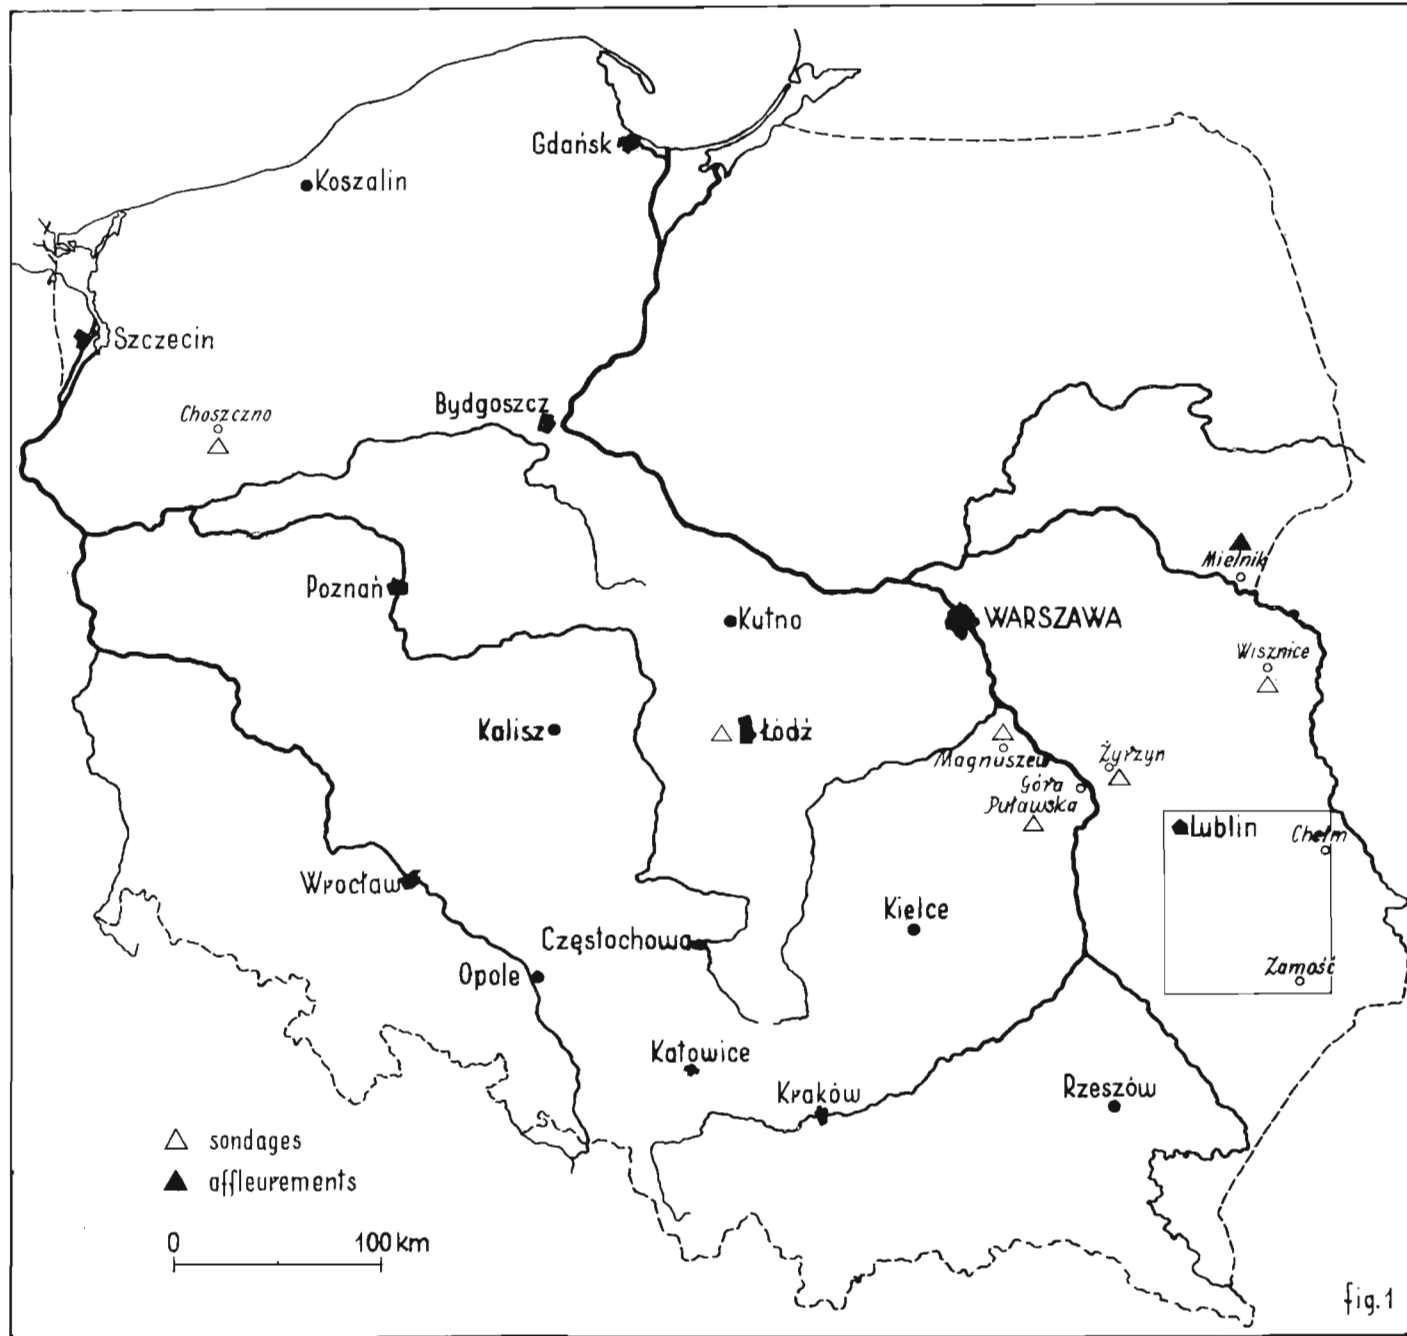 Gdańsk
Koszalin
Szczecin
Choszczno
Bydgoszcz
Mielnik
Poznań
Kutno
WARSZAWA
Wisznice
Kalisz
Łódź
Magnuszew
Żyrzyn
Góra
Puławska
Lublin
Chełm
Wrocław
Kielce
Częstochowa
Opole
Zamość
Katowice
Kraków
Rzeszów
sondages
affleurements
0 100 km
fig.1